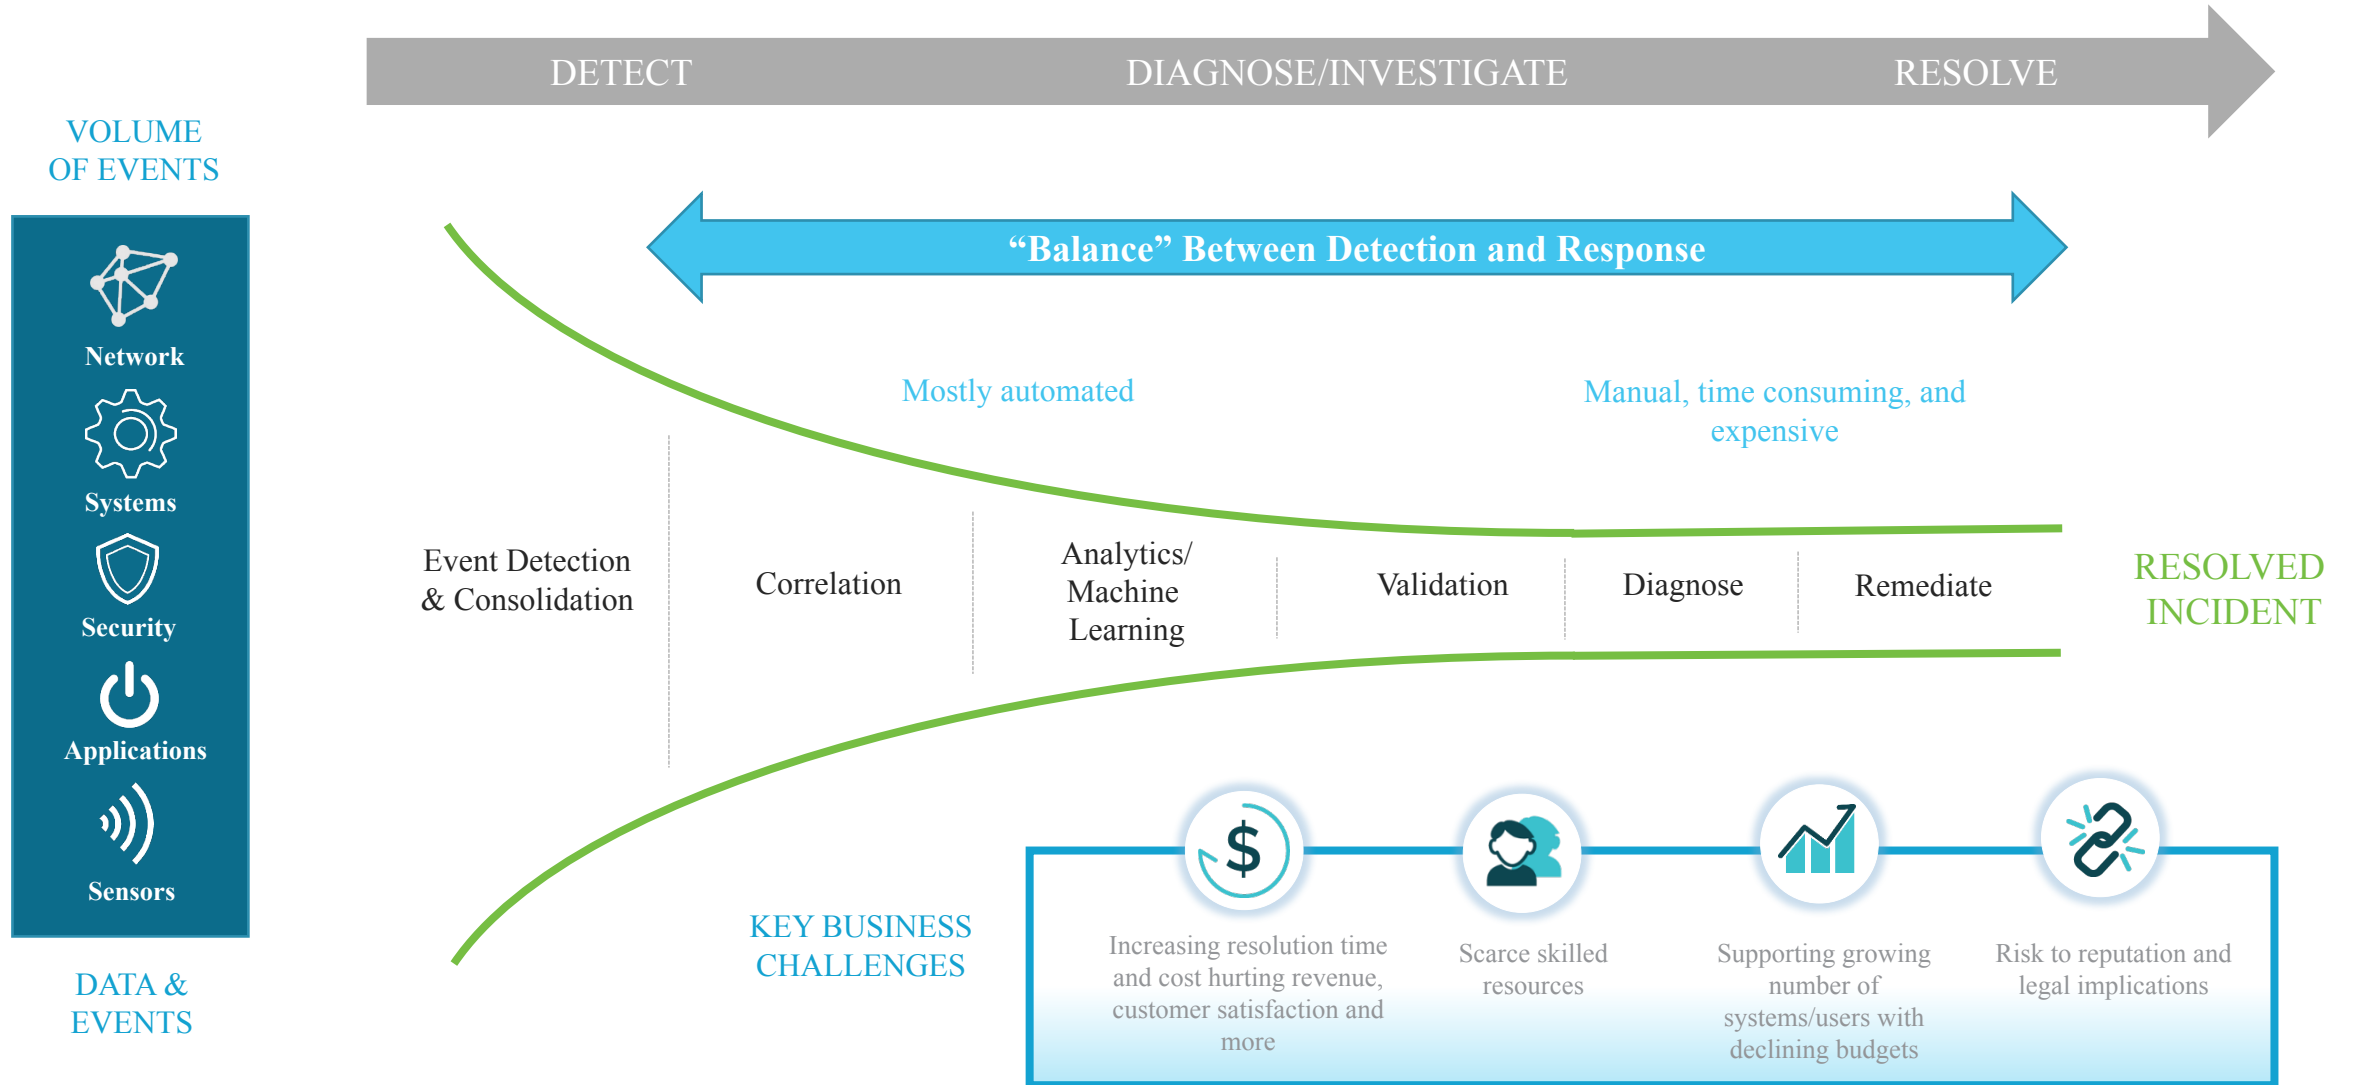 DETECT
DIAGNOSE/INVESTIGATE
RESOLVE
VOLUME
OF EVENTS
Network
Systems
Security
Applications
Sensors
DATA &
EVENTS
“Balance” Between Detection and Response
Mostly automated
Manual, time consuming, and
expensive
Event Detection
& Consolidation
Correlation
Analytics/
Machine
Learning
Validation
Diagnose
Remediate
RESOLVED
INCIDENT
KEY BUSINESS
CHALLENGES
$
Increasing resolution time
and cost hurting revenue,
customer satisfaction and
more
Scarce skilled
resources
Supporting growing
number of
systems/users with
declining budgets
Risk to reputation and
legal implications